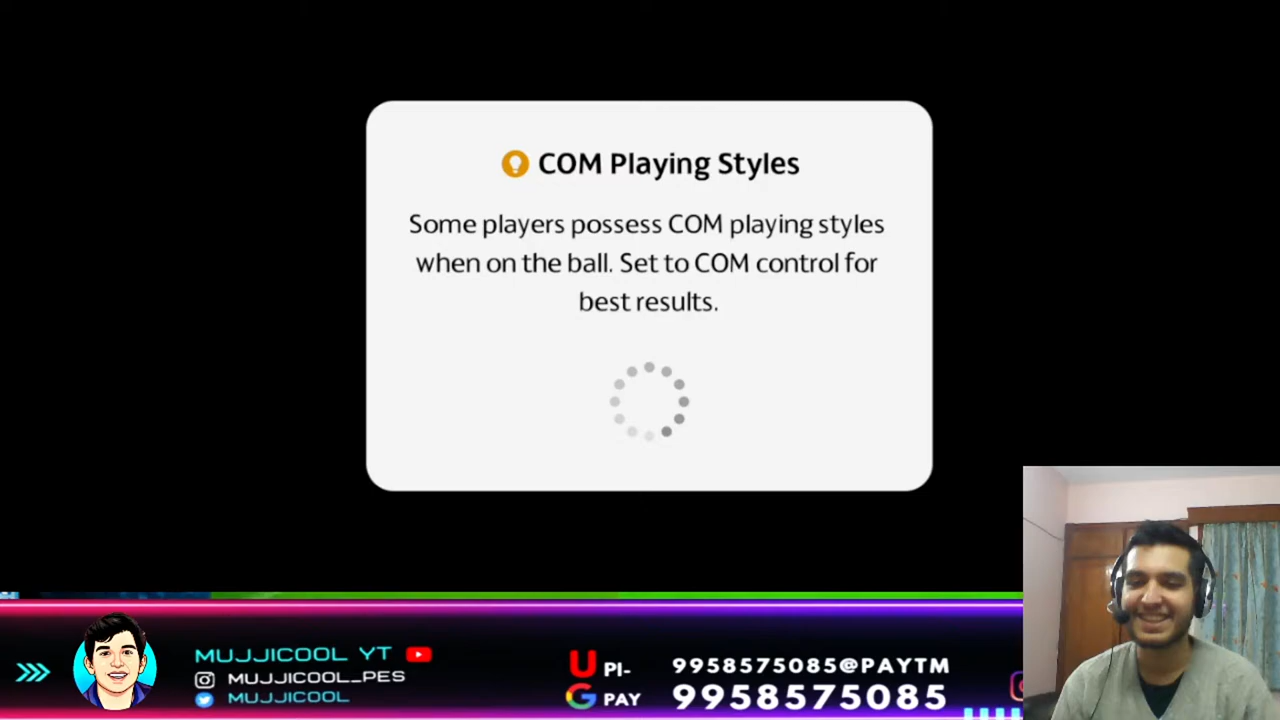 COM Playing Styles
Some players possess COM playing styles
when on the ball. Set to COM control for
best results.
MUJJICOOL YT
MUJJICOOL_PES
MUJJICOOL
U PI- 9958575085@PAYTM
G PAY 9958575085